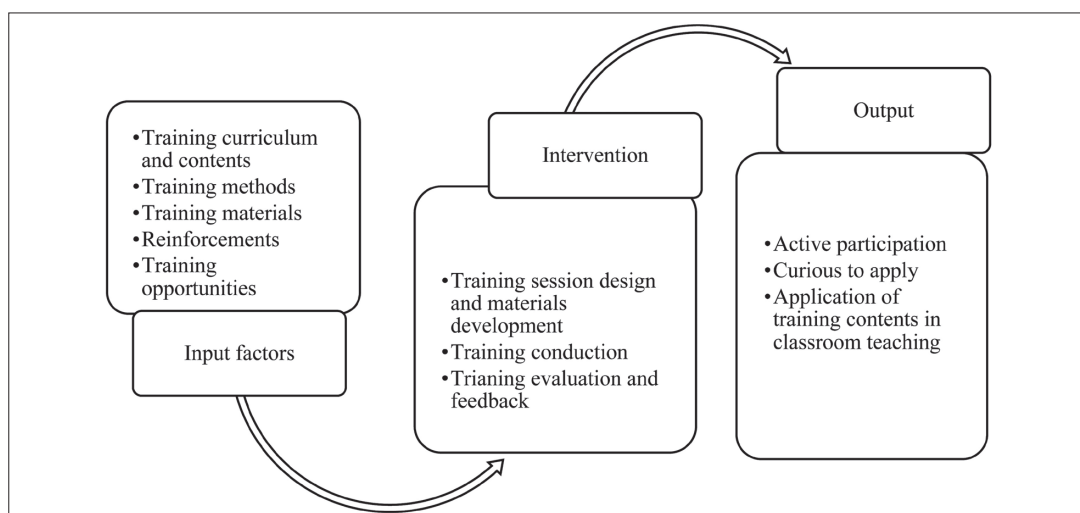 •Training curriculum
and contents
•Training methods
•Training materials
•Reinforcements
•Training
opportunities
Input factors
Intervention
•Training session design
and materials
development
•Training conduction
•Trianing evaluation and
feedback
Output
•Active participation
•Curious to apply
•Application of
training contents in
classroom teaching